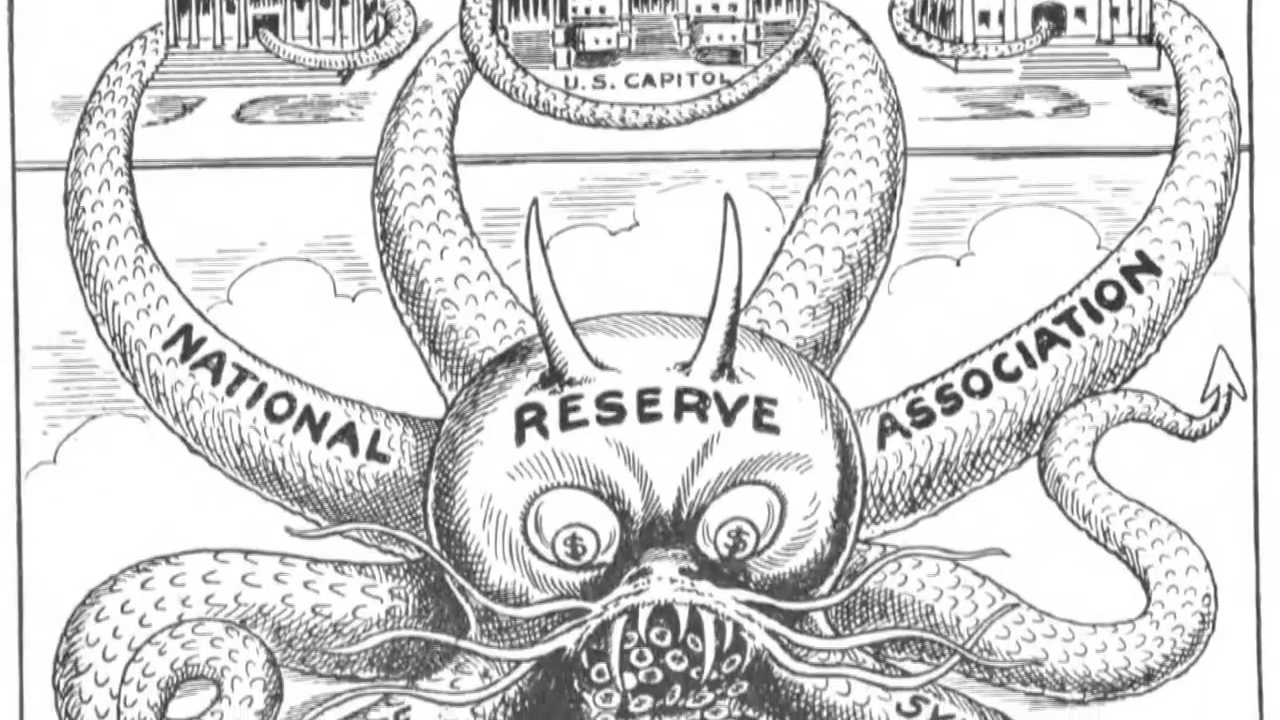 U.S. CAPITOL
NATIONAL
RESERVE
ASSOCIATION
$ $